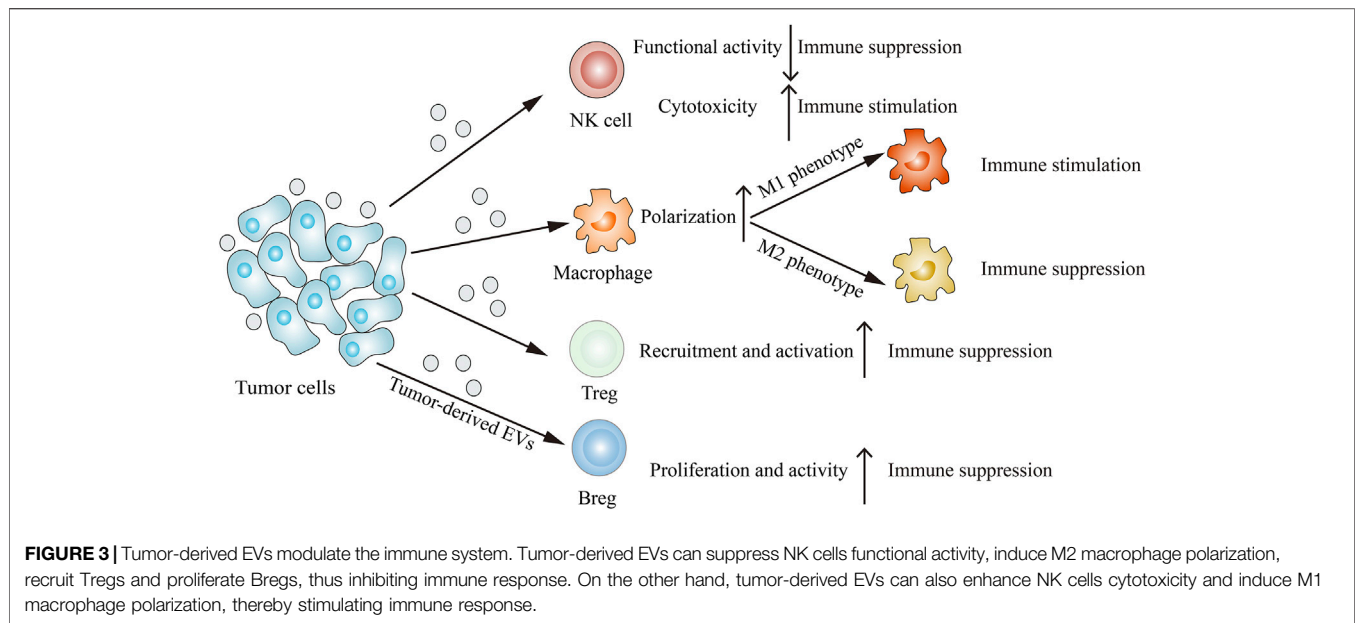 Functional activity Immune suppression
Cytotoxicity Immune stimulation
NK cell
M1 phenotype
Immune stimulation
Polarization
Macrophage
M2 phenotype
Immune suppression
Recruitment and activation Immune suppression
Treg
Tumor cells
Tumor-derived EVs
Proliferation and activity Immune suppression
Breg
FIGURE 3 | Tumor-derived EVs modulate the immune system. Tumor-derived EVs can suppress NK cells functional activity, induce M2 macrophage polarization,
recruit Tregs and proliferate Bregs, thus inhibiting immune response. On the other hand, tumor-derived EVs can also enhance NK cells cytotoxicity and induce M1
macrophage polarization, thereby stimulating immune response.